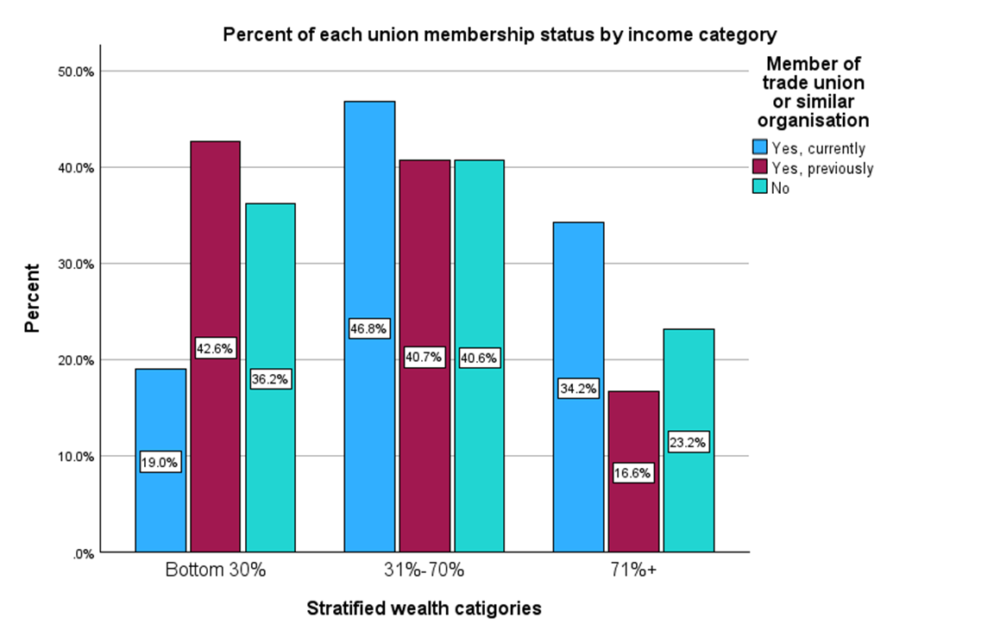 Percent of each union membership status by income category
Member of
trade union
or similar
organisation
Yes, currently
Yes, previously
No
Percent
50.0%
40.0%
30.0%
20.0%
10.0%
.0%
19.0%
42.6%
36.2%
46.8%
40.7%
40.6%
34.2%
16.6%
23.2%
Bottom 30%
31%-70%
71%+
Stratified wealth catigories